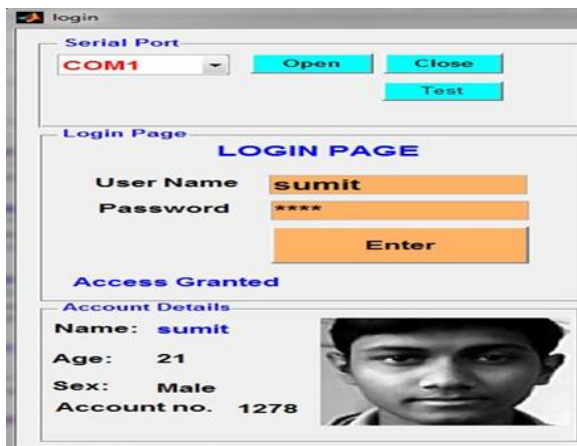 login
Serial Port
COM1 Open Close
Test
Login Page
LOGIN PAGE
User Name sumit
Password ****
Enter
Access Granted
Account Details
Name: sumit
Age: 21
Sex: Male
Account no. 1278